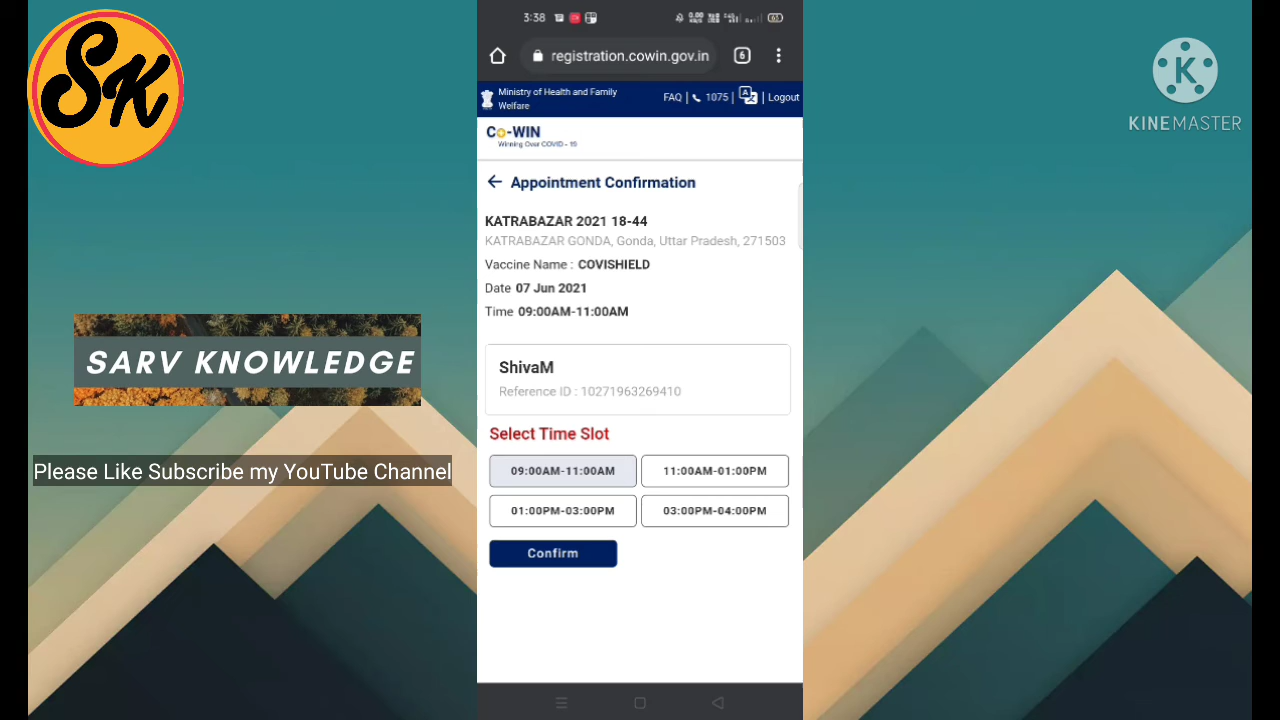 SK
SARV KNOWLEDGE
Please Like Subscribe my YouTube Channel
3:38
registration.cowin.gov.in
6
Ministry of Health and Family
Welfare
FAQ | 1075 | | Logout
Co-WIN
Winning Over COVID - 19
Appointment Confirmation
KATRABAZAR 2021 18-44
KATRABAZAR GONDA, Gonda, Uttar Pradesh, 271503
Vaccine Name : COVISHIELD
Date 07 Jun 2021
Time 09:00AM-11:00AM
ShivaM
Reference ID : 10271963269410
Select Time Slot
09:00AM-11:00AM 11:00AM-01:00PM
01:00PM-03:00PM 03:00PM-04:00PM
Confirm
K
KINEMASTER